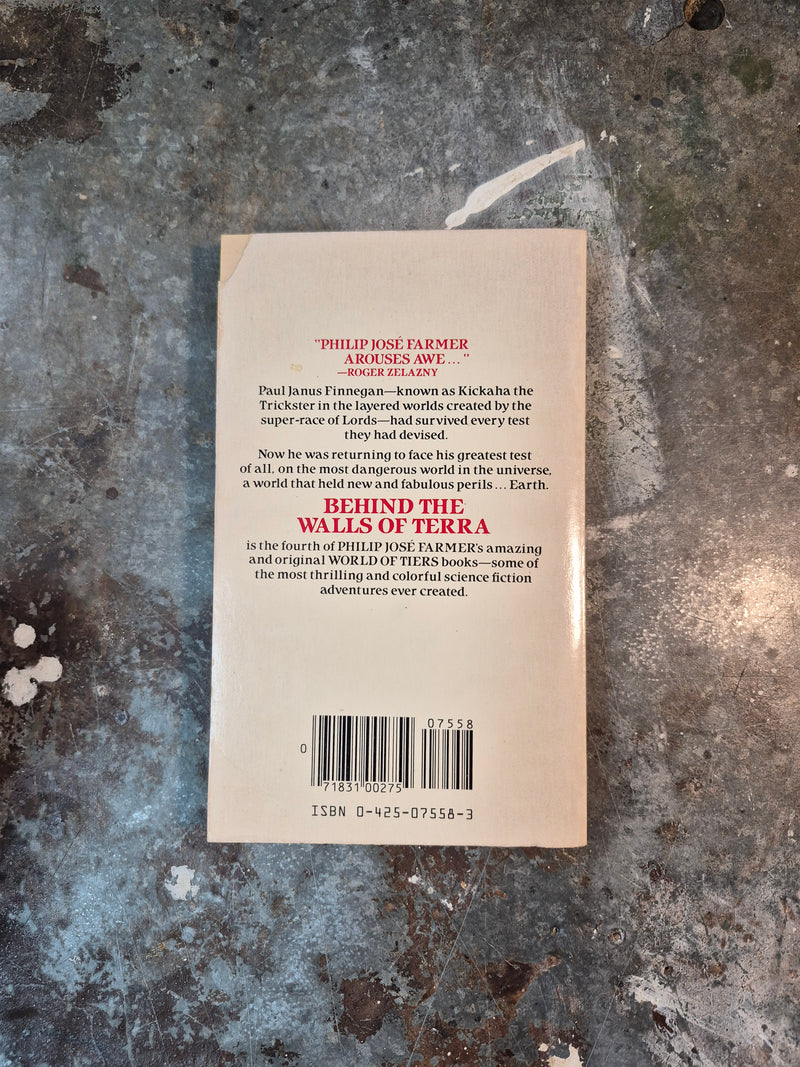 "PHILIP JOSÉ FARMER
AROUSES AWE..."
—ROGER ZELAZNY
Paul Janus Finnegan—known as Kickaha the
Trickster in the layered worlds created by the
super-race of Lords—had survived every test
they had devised.
Now he was returning to face his greatest test
of all, on the most dangerous world in the universe,
a world that held new and fabulous perils... Earth.
BEHIND THE
WALLS OF TERRA
is the fourth of PHILIP JOSÉ FARMER's amazing
and original WORLD OF TIERS books—some of
the most thrilling and colorful science fiction
adventures ever created.
07558
0
71831 00275
ISBN 0-425-07558-3